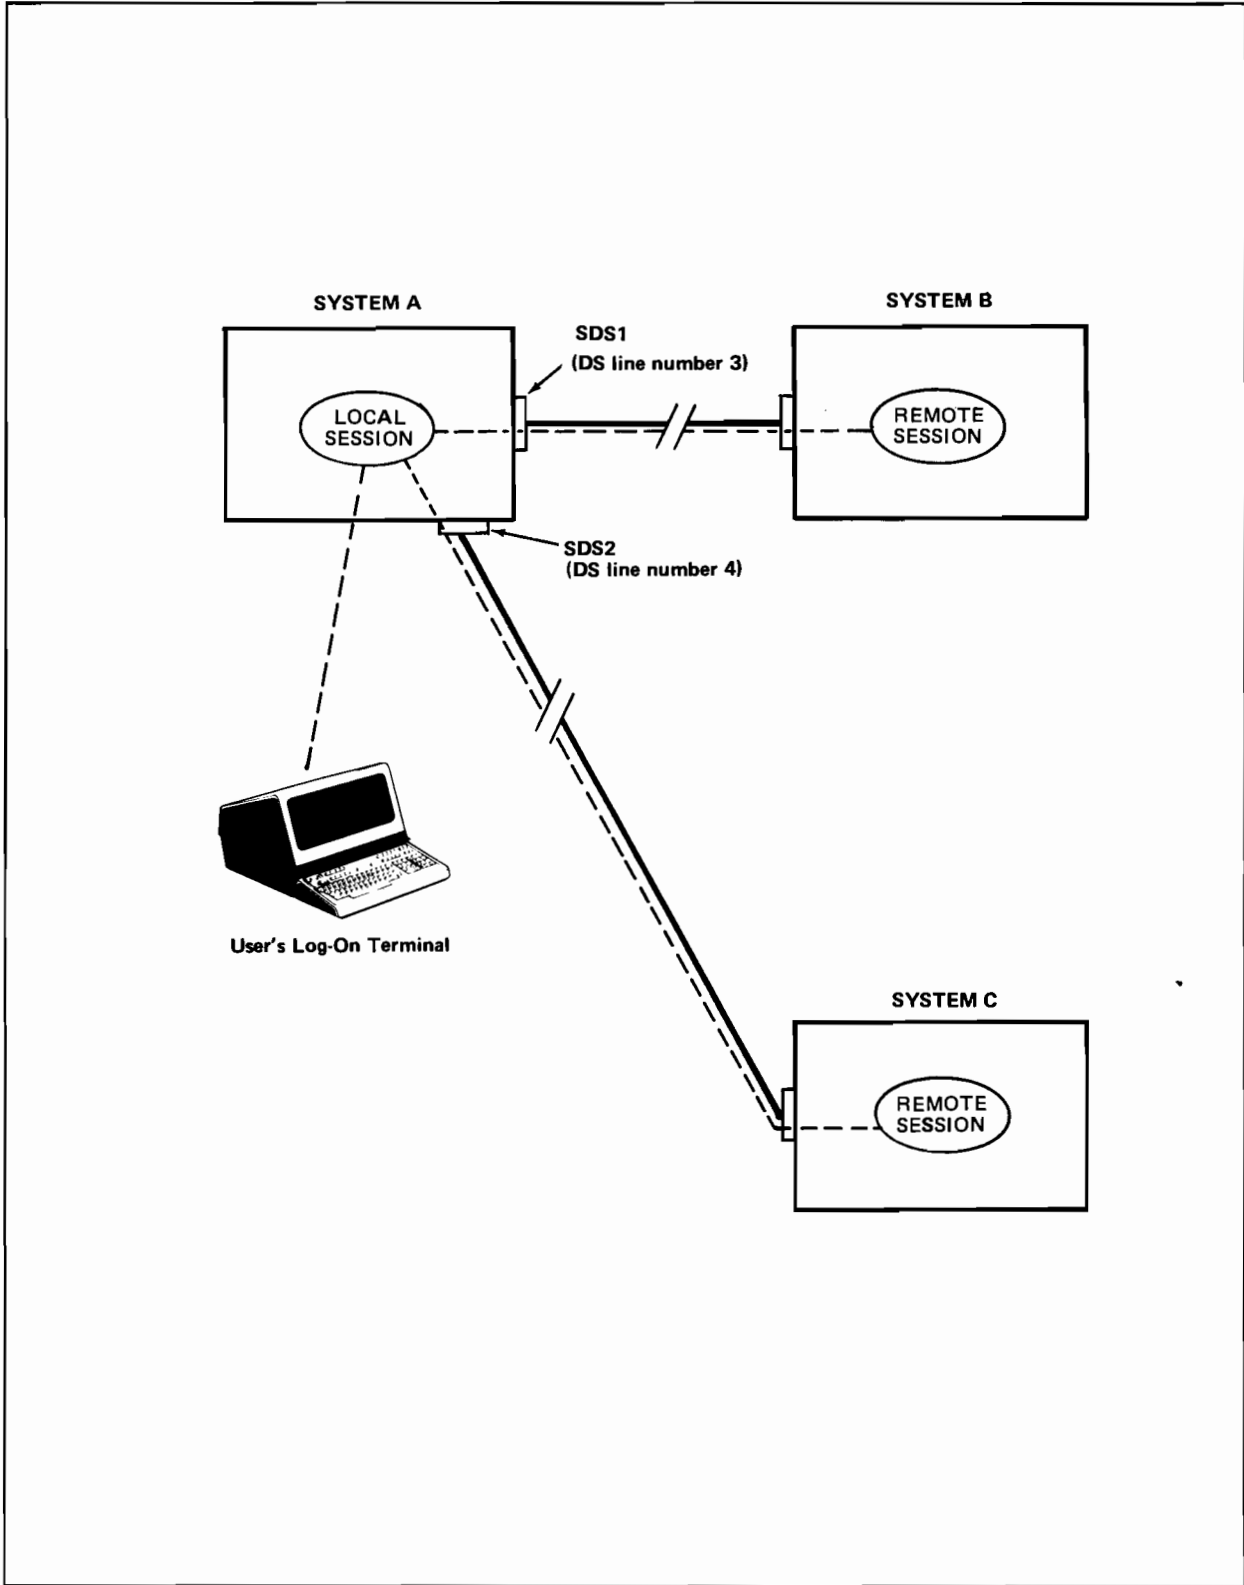 SYSTEM A
SYSTEM B
SDS1
(DS line number 3)
LOCAL
SESSION
REMOTE
SESSION
SDS2
(DS line number 4)
User's Log-On Terminal
SYSTEM C
REMOTE
SESSION